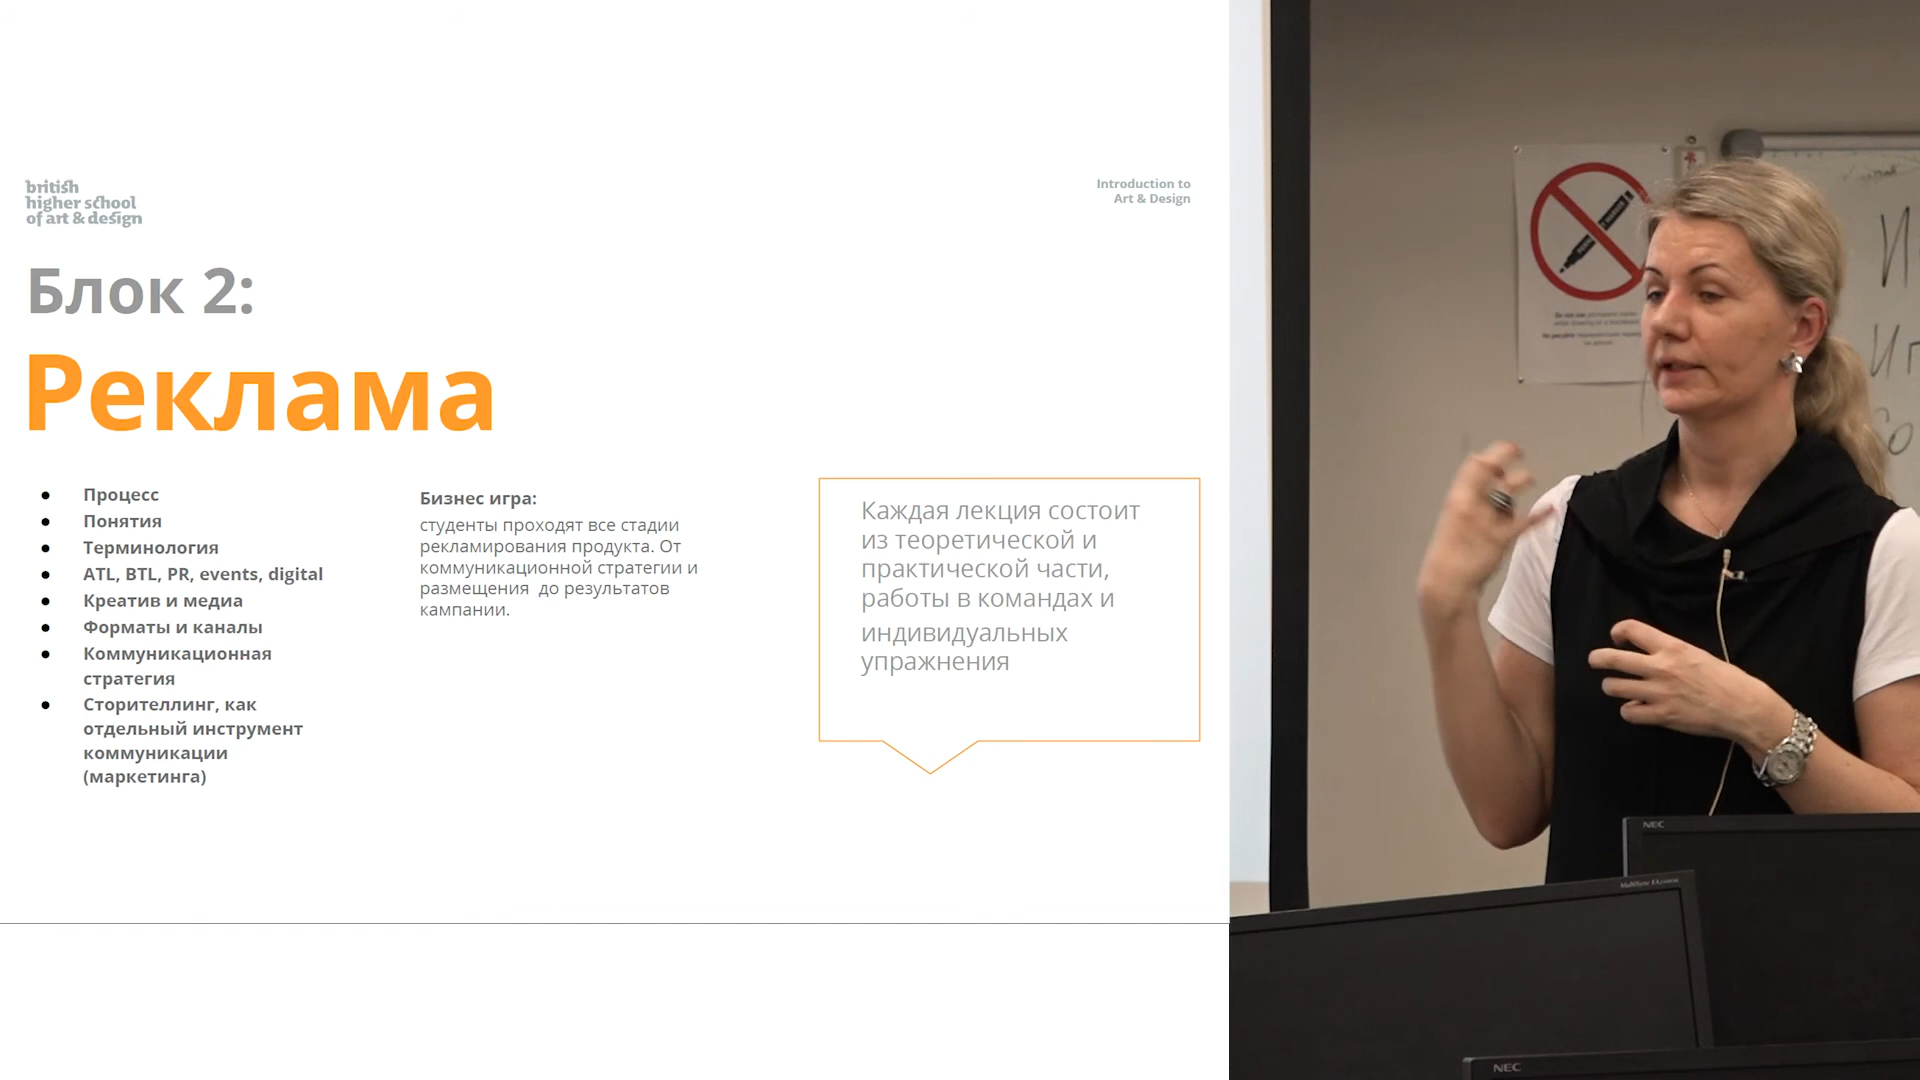 british
higher school
of art & design
Introduction to
Art & Design
Блок 2:
Реклама
Процесс
Понятия
Терминология
ATL, BTL, PR, events, digital
Креатив и медиа
Форматы и каналы
Коммуникационная
стратегия
Сторителлинг, как
отдельный инструмент
коммуникации
(маркетинга)
Бизнес игра:
студенты проходят все стадии
рекламирования продукта. От
коммуникационной стратегии и
размещения до результатов
кампании.
Каждая лекция состоит
из теоретической и
практической части,
работы в командах и
индивидуальных
упражнения
Do not use
NEC
NEC